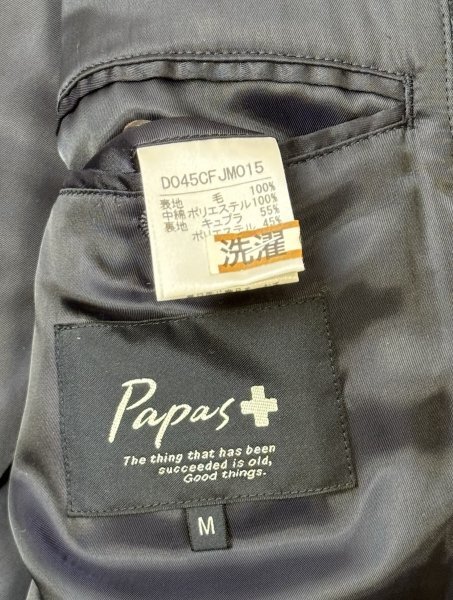 D045CFJM015
表地 毛 100%
中綿 ポリエステル 100%
裏地 キュプラ 55%
ポリエステル 45%
洗濯
Papas
The thing that has been
succeeded is old,
Good things.
M